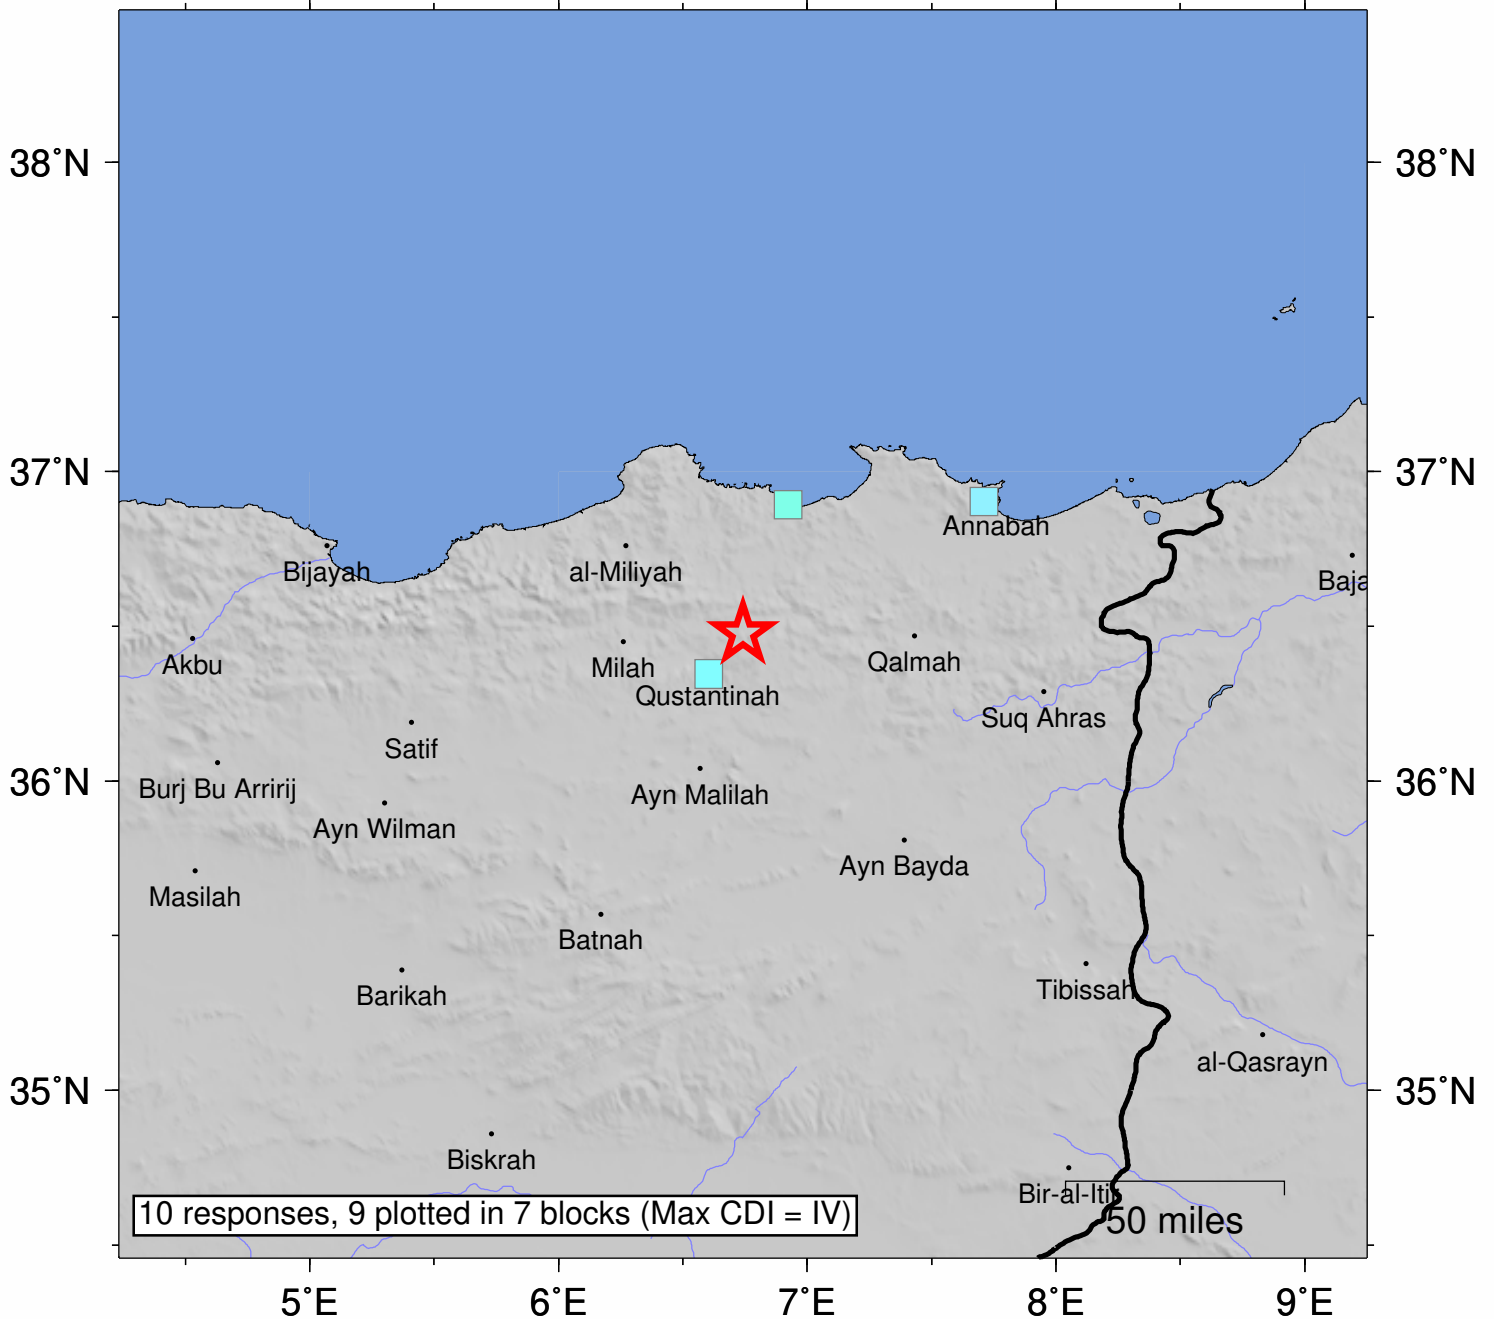 38°N
38°N
37°N
37°N
Annabah
Bijayah
al-Miliyah
Baja
Akbu
Milah
Qalmah
Qustantinah
Suq Ahras
Satif
36°N
36°N
Burj Bu Arririj
Ayn Malilah
Ayn Wilman
Ayn Bayda
Masilah
Batnah
Barikah
Tibissah
al-Qasrayn
35°N
35°N
Biskrah
Bir-al-Itir
10 responses, 9 plotted in 7 blocks (Max CDI = IV)
50 miles
5°E
6°E
7°E
8°E
9°E